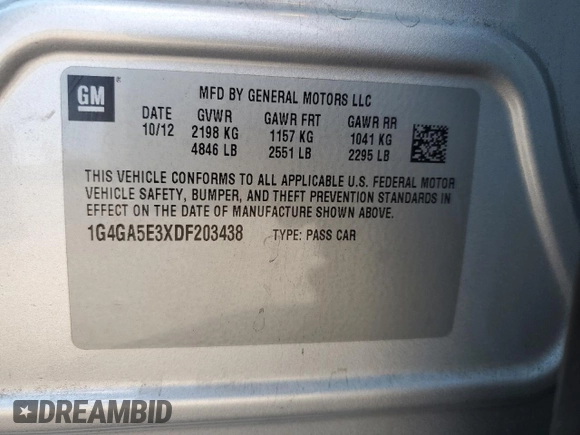 GM
MFD BY GENERAL MOTORS LLC
DATE GVWR GAWR FRT GAWR RR
10/12 2198 KG 1157 KG 1041 KG
4846 LB 2551 LB 2295 LB
THIS VEHICLE CONFORMS TO ALL APPLICABLE U.S. FEDERAL MOTOR
VEHICLE SAFETY, BUMPER, AND THEFT PREVENTION STANDARDS IN
EFFECT ON THE DATE OF MANUFACTURE SHOWN ABOVE.
1G4GA5E3XDF203438 TYPE: PASS CAR
DREAMBID